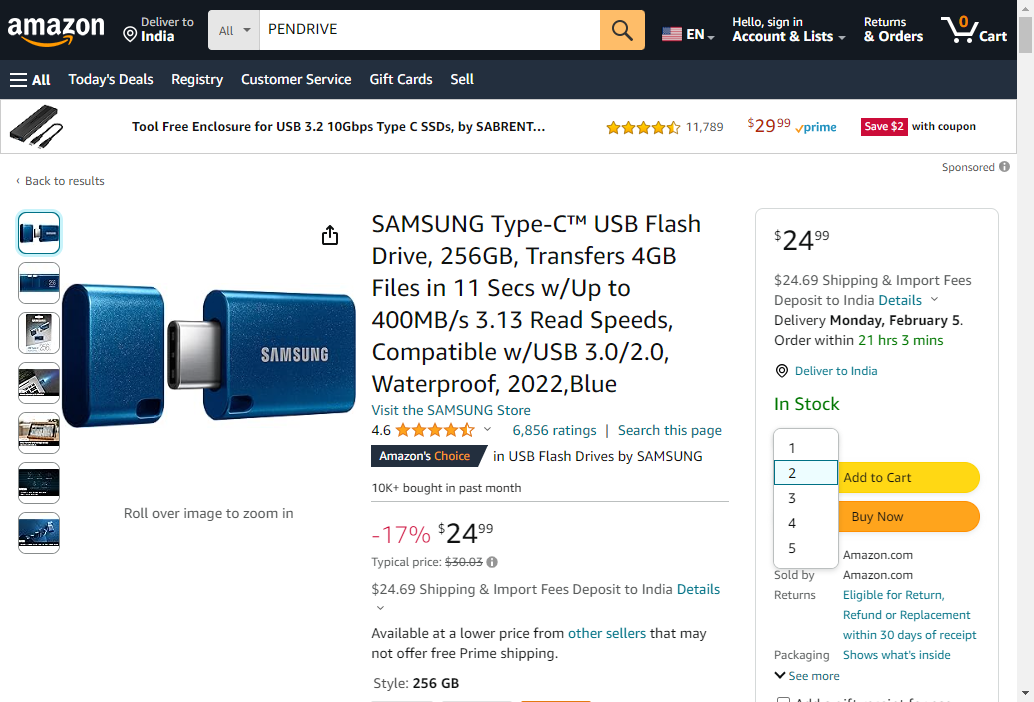 amazon
Deliver to
India
All
PENDRIVE
EN
Hello, sign in
Account & Lists
Returns
& Orders
0
Cart
All
Today's Deals
Registry
Customer Service
Gift Cards
Sell
Tool Free Enclosure for USB 3.2 10Gbps Type C SSDs, by SABRENT...
11,789
$29.99
prime
Save $2 with coupon
Sponsored
‹ Back to results
SAMSUNG
Roll over image to zoom in
SAMSUNG Type-C™ USB Flash
Drive, 256GB, Transfers 4GB
Files in 11 Secs w/Up to
400MB/s 3.13 Read Speeds,
Compatible w/USB 3.0/2.0,
Waterproof, 2022,Blue
Visit the SAMSUNG Store
4.6
6,856 ratings | Search this page
Amazon's Choice in USB Flash Drives by SAMSUNG
10K+ bought in past month
-17% $24.99
Typical price: $30.03
$24.69 Shipping & Import Fees Deposit to India Details
Available at a lower price from other sellers that may
not offer free Prime shipping.
Style: 256 GB
$24.99
$24.69 Shipping & Import Fees
Deposit to India Details
Delivery Monday, February 5.
Order within 21 hrs 3 mins
Deliver to India
In Stock
1
2
3
4
5
Add to Cart
Buy Now
Amazon.com
Sold by Amazon.com
Returns Eligible for Return,
Refund or Replacement
within 30 days of receipt
Packaging Shows what's inside
See more